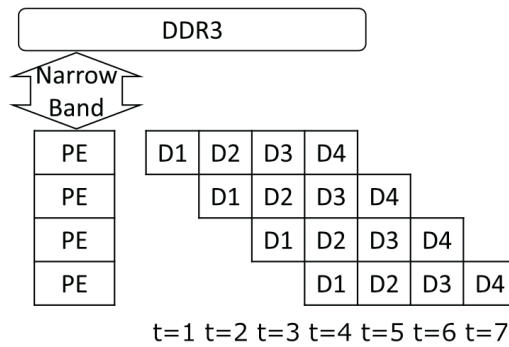 DDR3
Narrow
Band
PE D1 D2 D3 D4
PE D1 D2 D3 D4
PE D1 D2 D3 D4
PE D1 D2 D3 D4
t=1 t=2 t=3 t=4 t=5 t=6 t=7